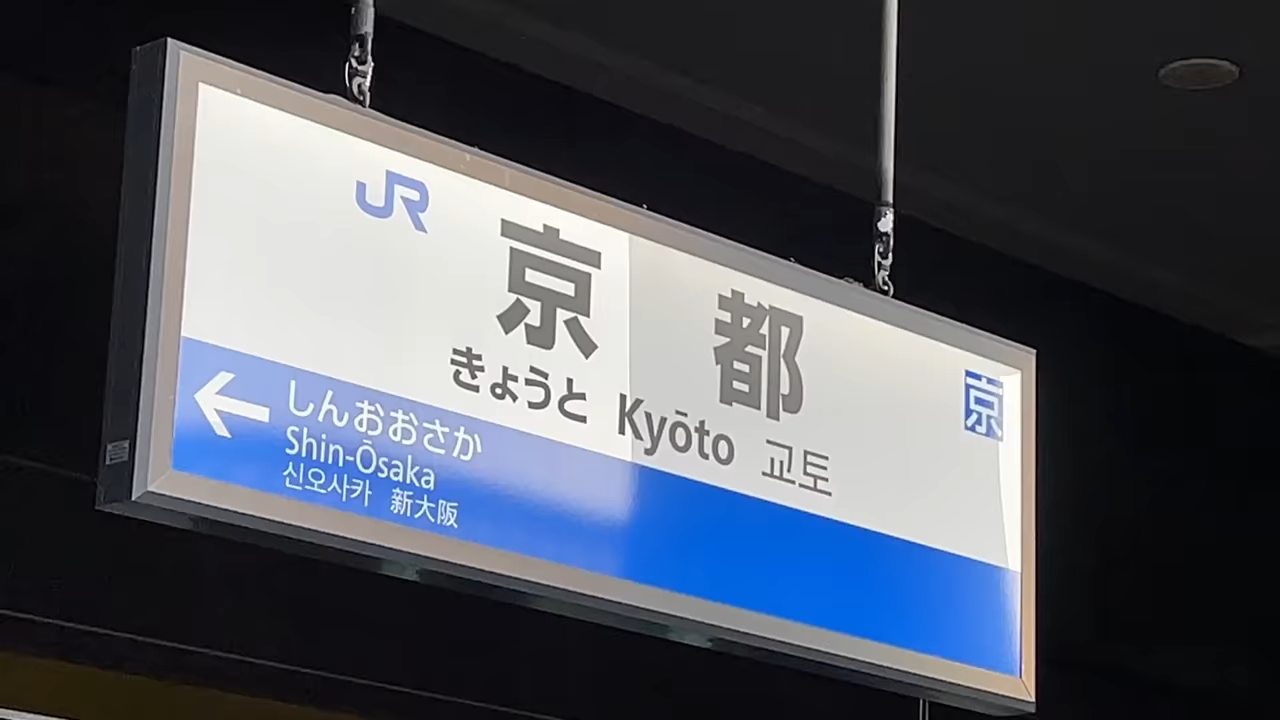 JR
京都
きょうと Kyōto 교토
京
← しんおおさか
Shin-Ōsaka
신오사카 新大阪